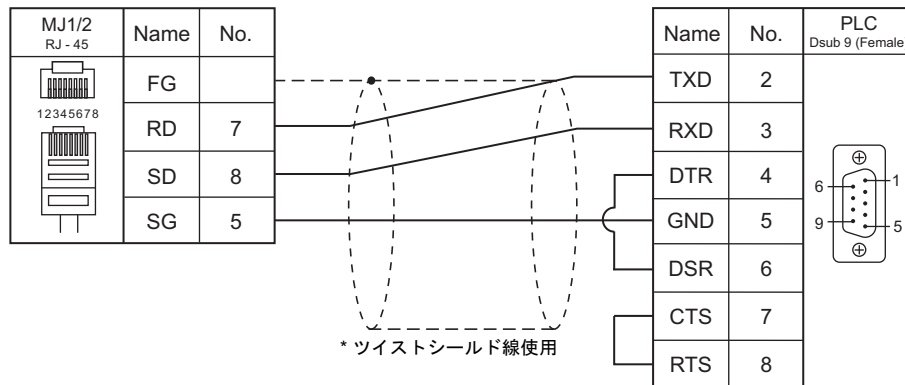 MJ1/2
RJ - 45
Name No.
12345678
FG
RD 7
SD 8
SG 5
* ツイストシールド線使用
Name No.
PLC
Dsub 9 (Female)
TXD 2
RXD 3
DTR 4
GND 5
DSR 6
CTS 7
RTS 8
6 1
9 5